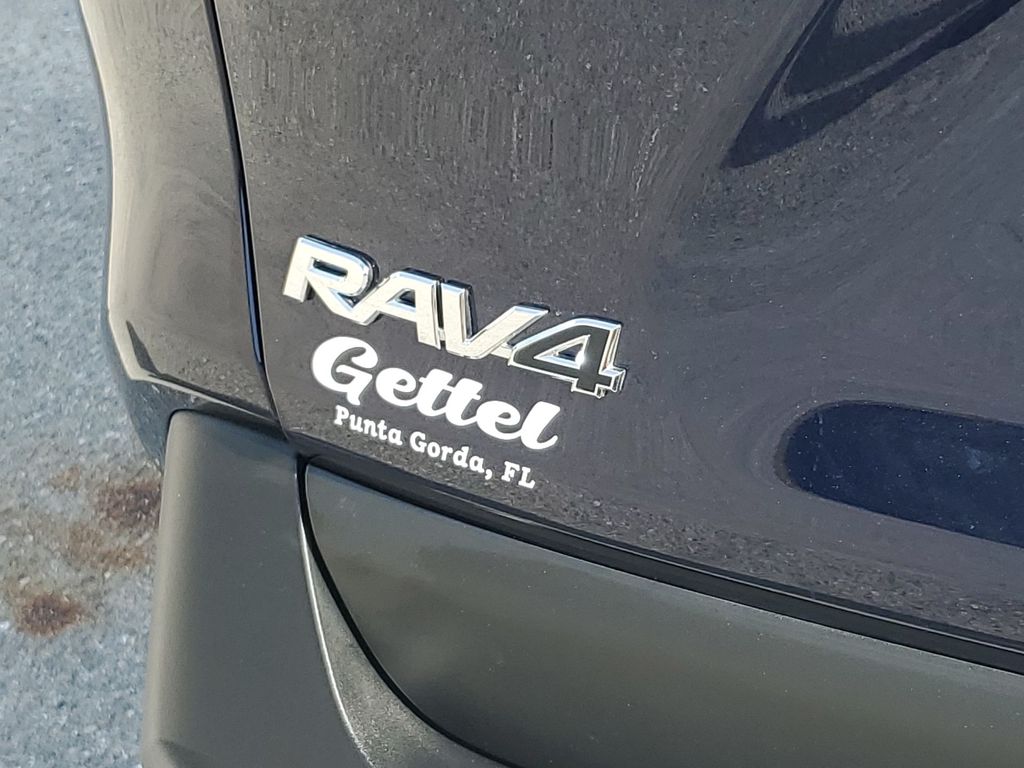 RAV4
Gettel
Punta Gorda, FL